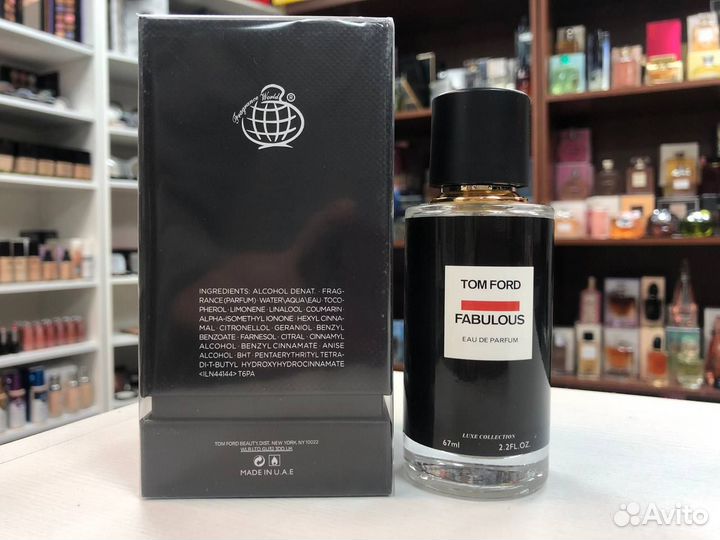 Fragrance World ®
INGREDIENTS: ALCOHOL DENAT. · FRAG-
RANCE (PARFUM) · WATER\AQUA\EAU · TOCO-
PHEROL · LIMONENE · LINALOOL · COUMARIN ·
ALPHA-ISOMETHYL IONONE · HEXYL CINNA-
MAL · CITRONELLOL · GERANIOL · BENZYL
BENZOATE · FARNESOL · CITRAL · CINNAMYL
ALCOHOL · BENZYL CINNAMATE · ANISE
ALCOHOL · BHT · PENTAERYTHRITYL TETRA-
DI-T-BUTYL HYDROXYHYDROCINNAMATE
<ILN44144> T6PA
TOM FORD BEAUTY, DIST. NEW YORK, NY 10022
MADE IN U.A.E
TOM FORD
FABULOUS
EAU DE PARFUM
LUXE COLLECTION
67ml 2.2FL.OZ.
Avito